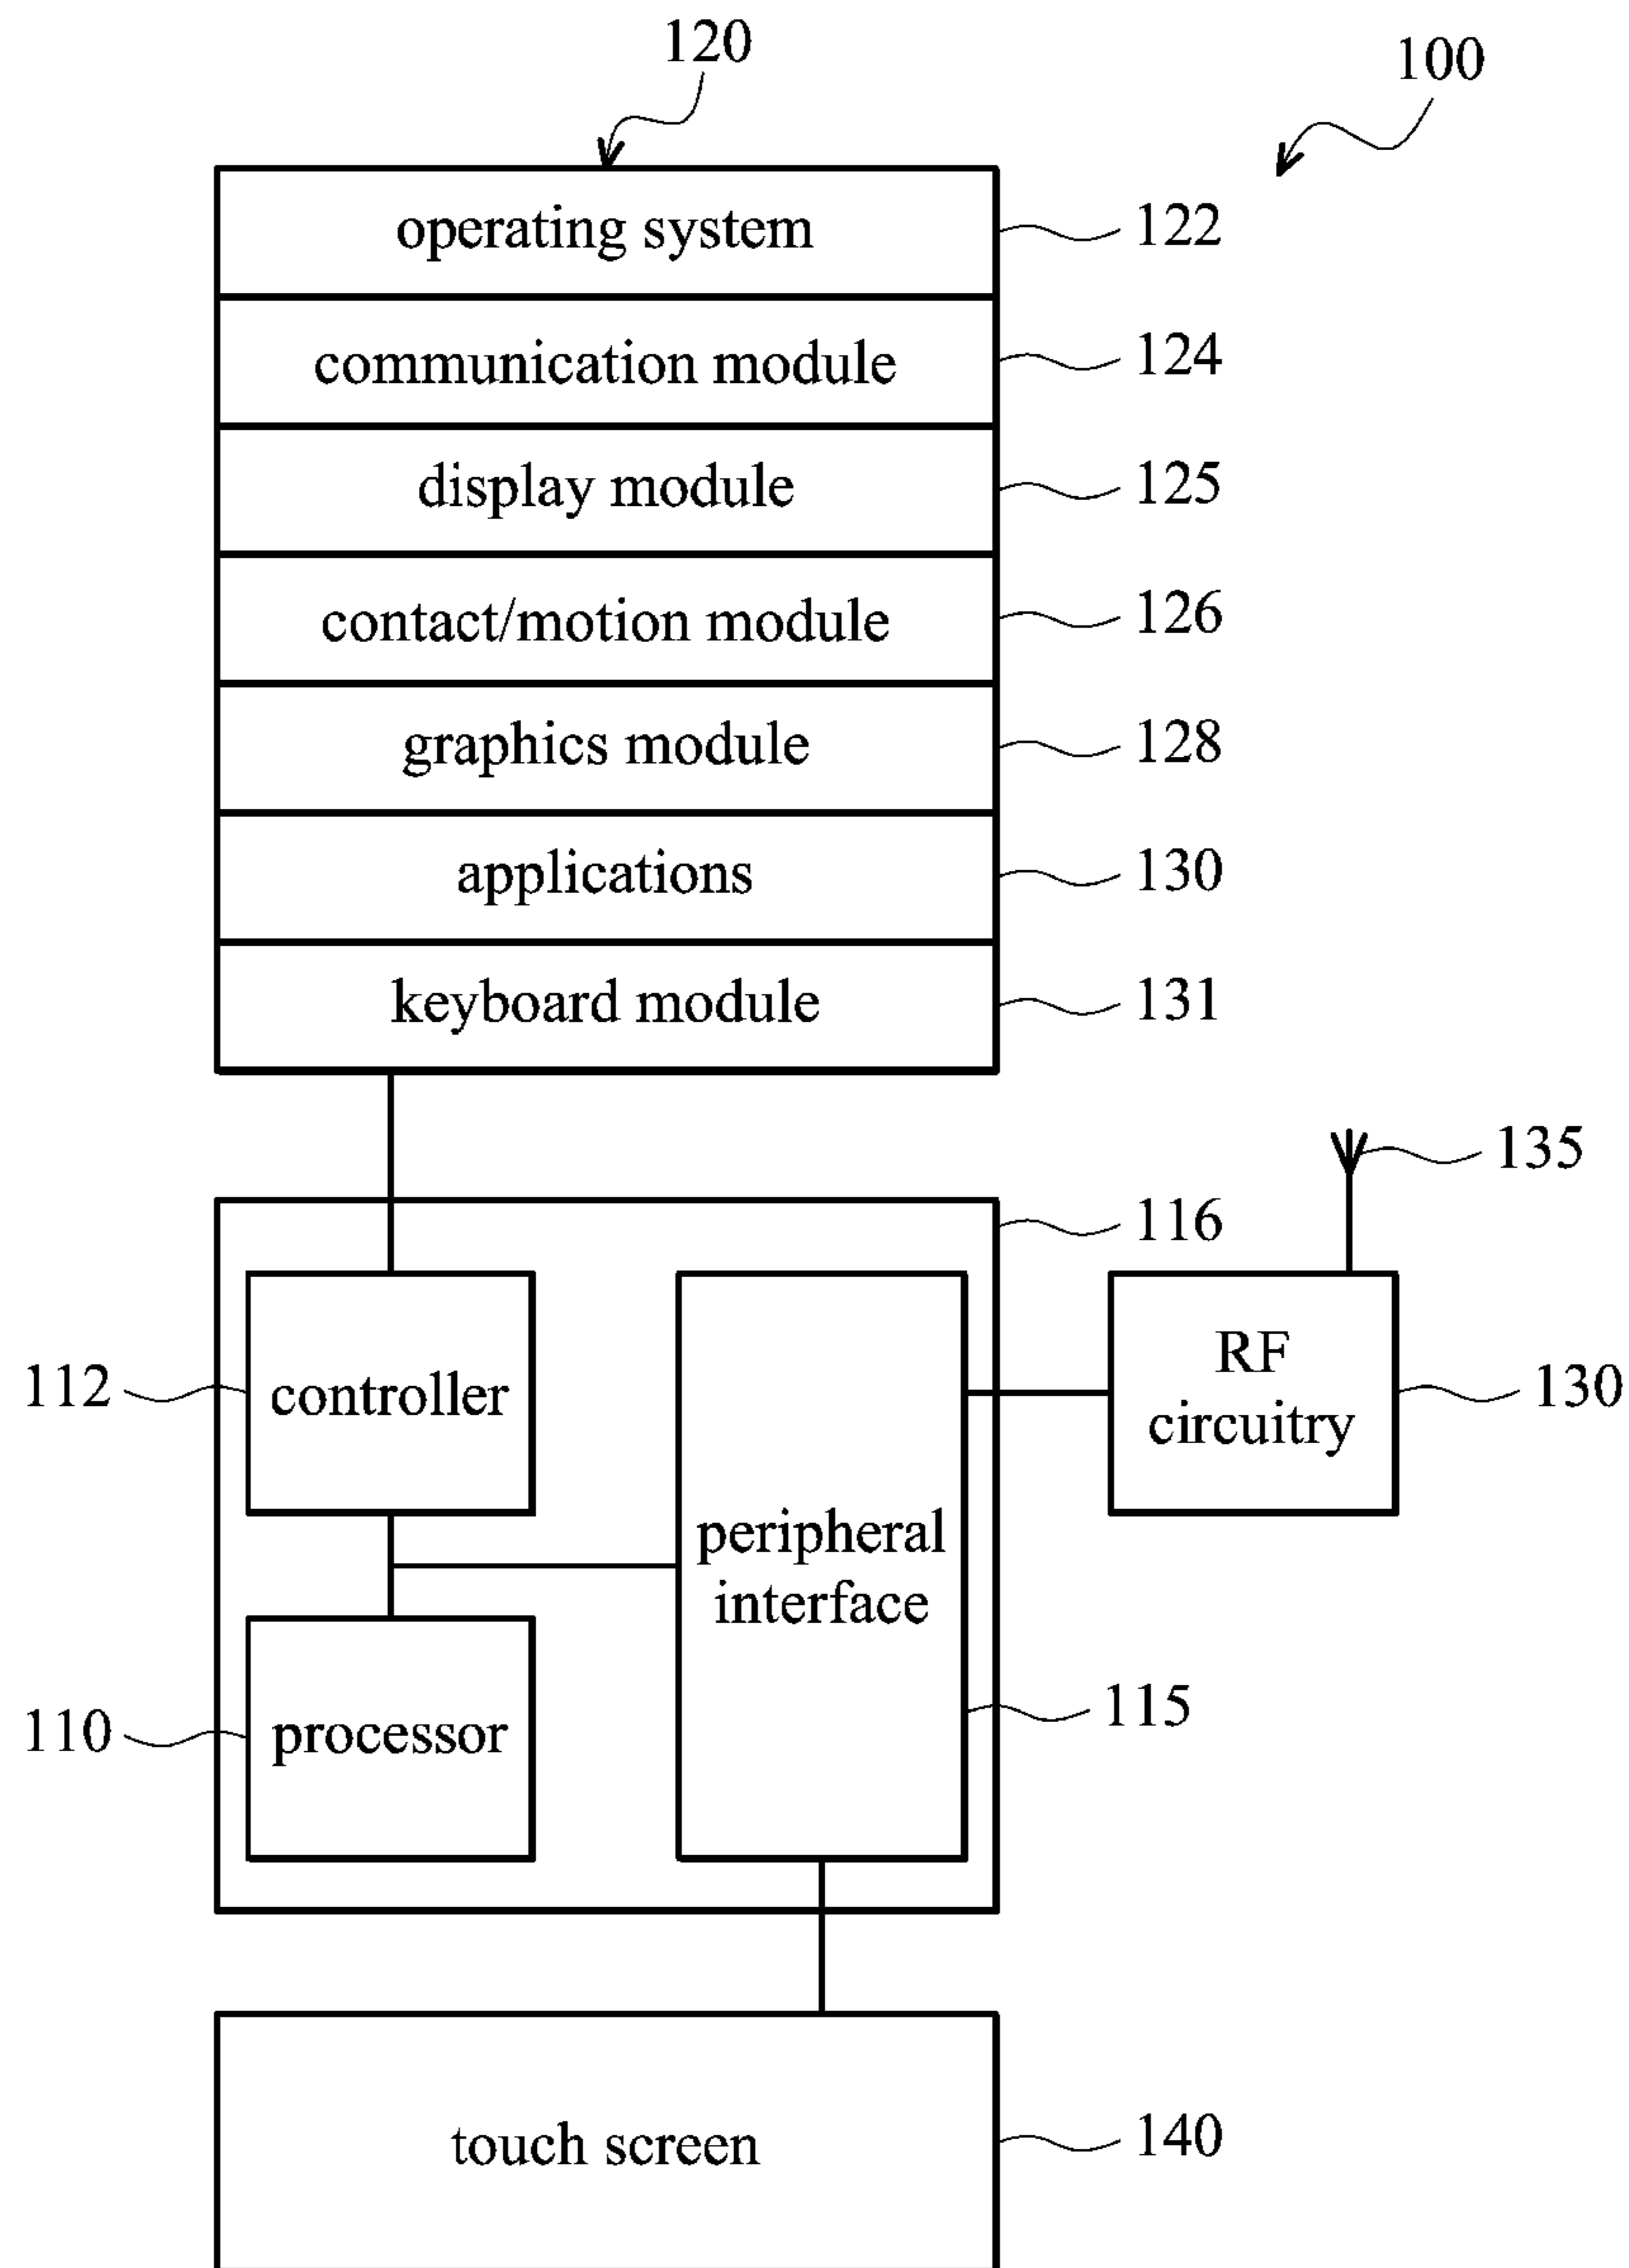 120
100
operating system
122
communication module
124
display module
125
contact/motion module
126
graphics module
128
applications
130
keyboard module
131
135
116
RF
circuitry
130
112
controller
peripheral
interface
115
110
processor
touch screen
140